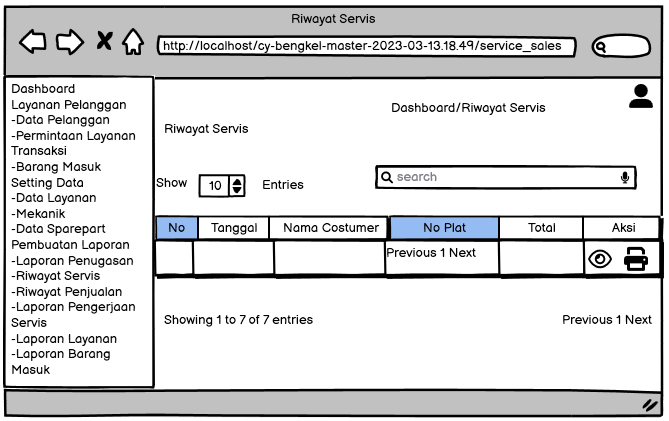 Riwayat Servis
http://localhost/cy-bengkel-master-2023-03-13.18.49/service_sales
Dashboard
Layanan Pelanggan
-Data Pelanggan
-Permintaan Layanan
Transaksi
-Barang Masuk
Setting Data
-Data Layanan
-Mekanik
-Data Sparepart
Pembuatan Laporan
-Laporan Penugasan
-Riwayat Servis
-Riwayat Penjualan
-Laporan Pengerjaan
Servis
-Laporan Layanan
-Laporan Barang
Masuk
Dashboard/Riwayat Servis
Riwayat Servis
Show 10 Entries
search
No Tanggal Nama Costumer No Plat Total Aksi
Previous 1 Next
Showing 1 to 7 of 7 entries Previous 1 Next